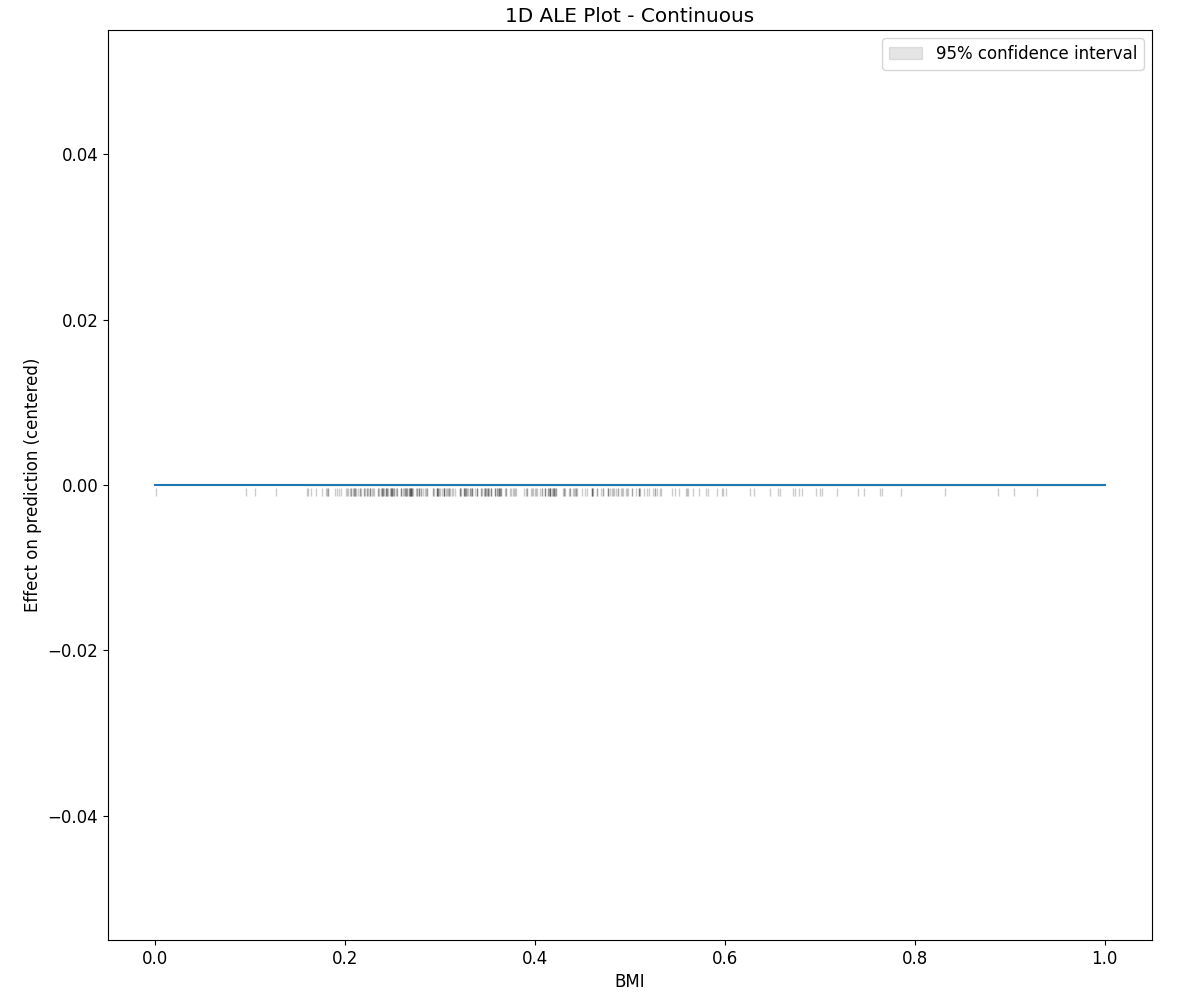 1D ALE Plot - Continuous
95% confidence interval
0.04
0.02
0.00
−0.02
−0.04
Effect on prediction (centered)
0.0 0.2 0.4 0.6 0.8 1.0
BMI